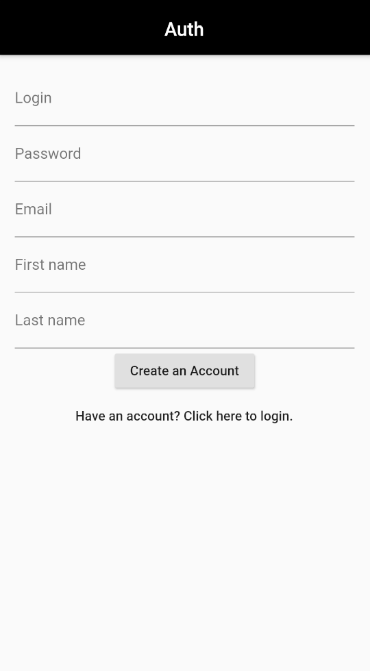 Auth
Login
Password
Email
First name
Last name
Create an Account
Have an account? Click here to login.